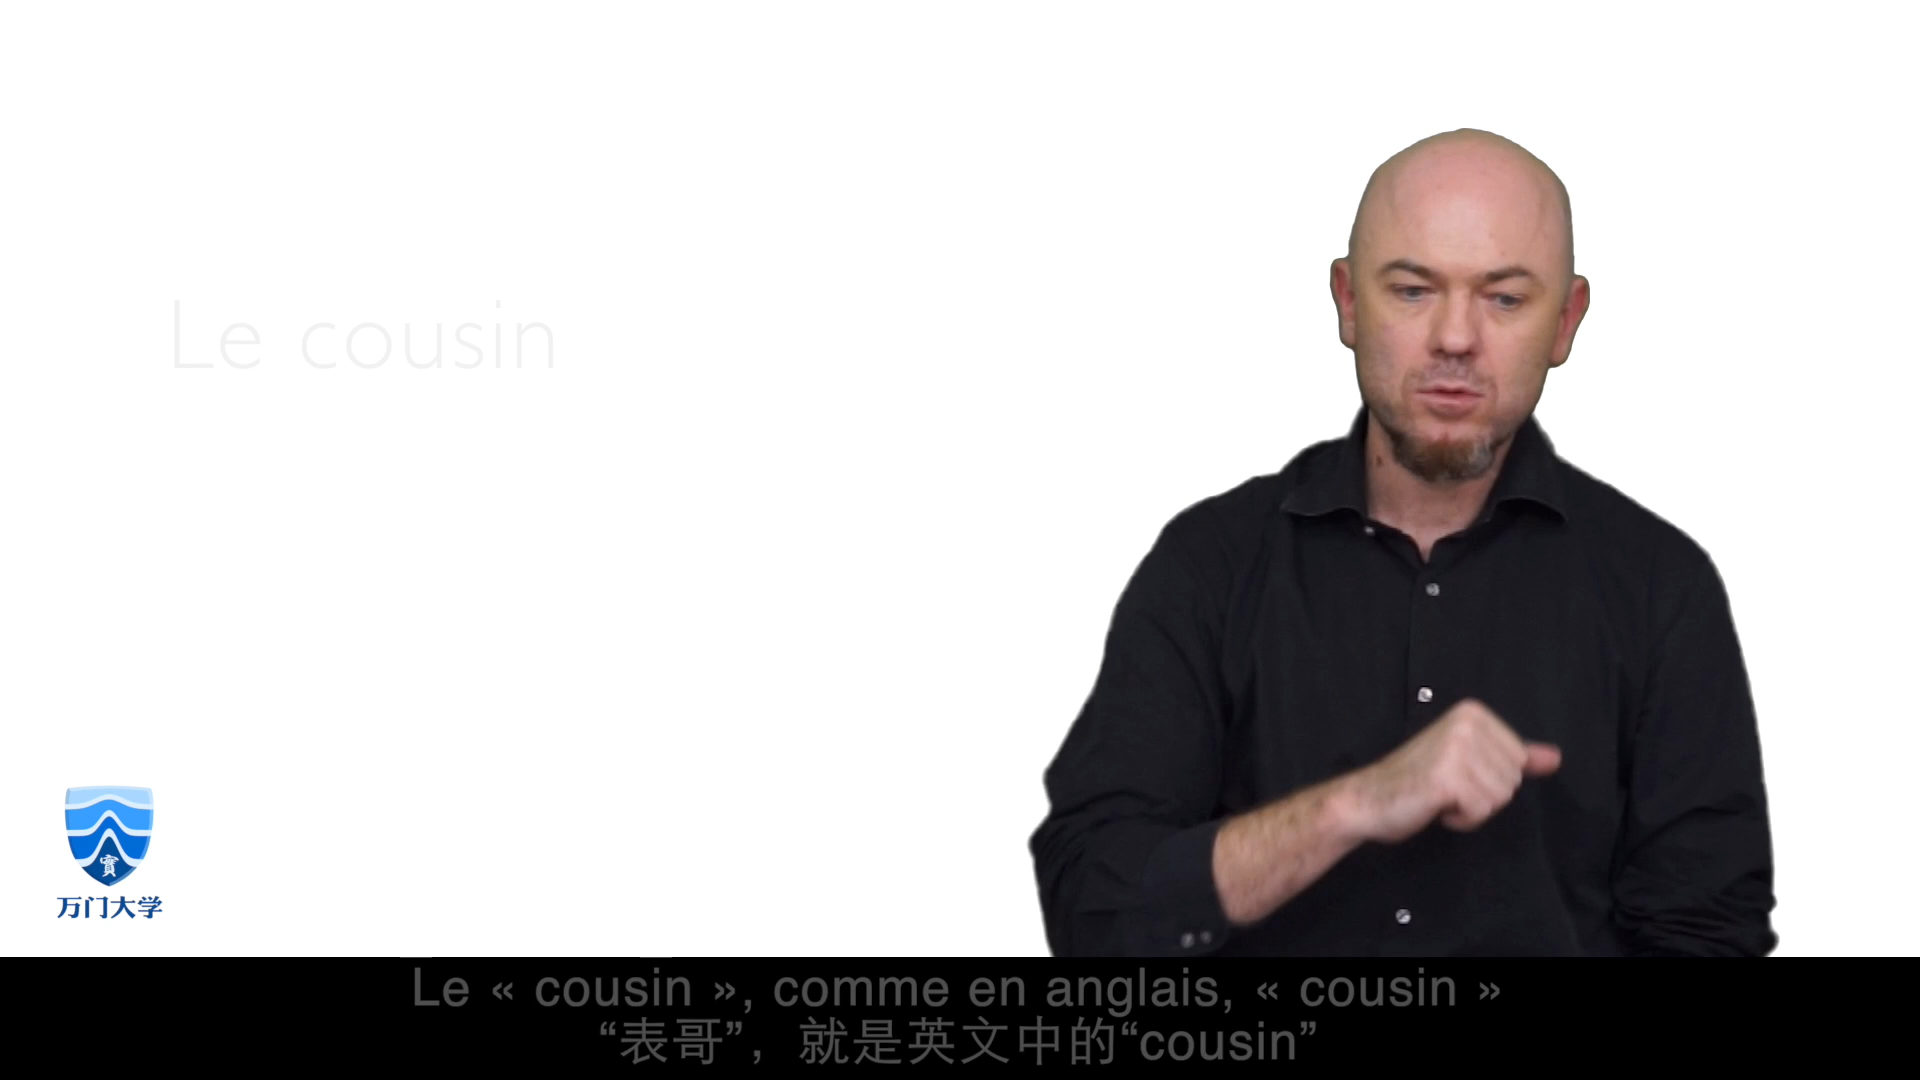 Le cousin
實
万门大学
Le « cousin », comme en anglais, « cousin »
“表哥”，就是英文中的“cousin”